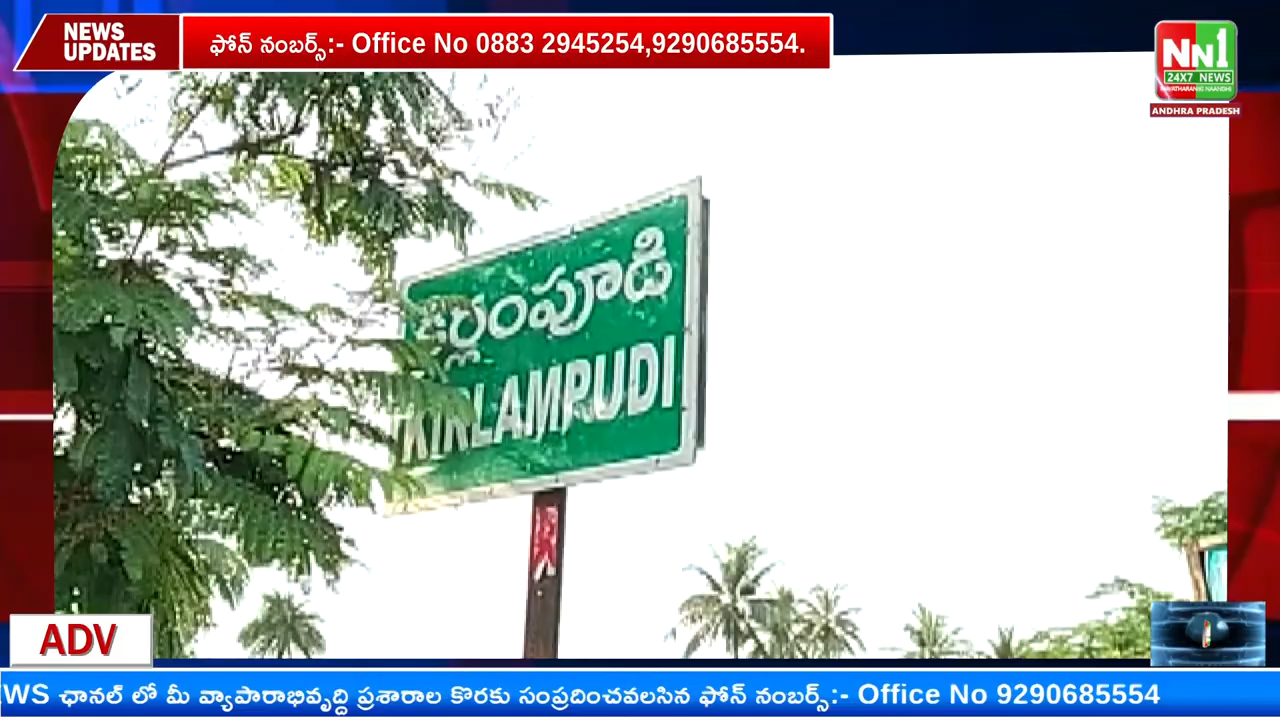 NEWS
UPDATES
ఫోన్ నంబర్స్:- Office No 0883 2945254,9290685554.
NN1
24X7 NEWS
ANDHRA PRADESH
కిర్లంపూడి
KIRLAMPUDI
ADV
EWS ఛానల్ లో మీ వ్యాపారాభివృద్ది ప్రశారాల కొరకు సంప్రదించవలసిన ఫోన్ నంబర్స్:- Office No 9290685554